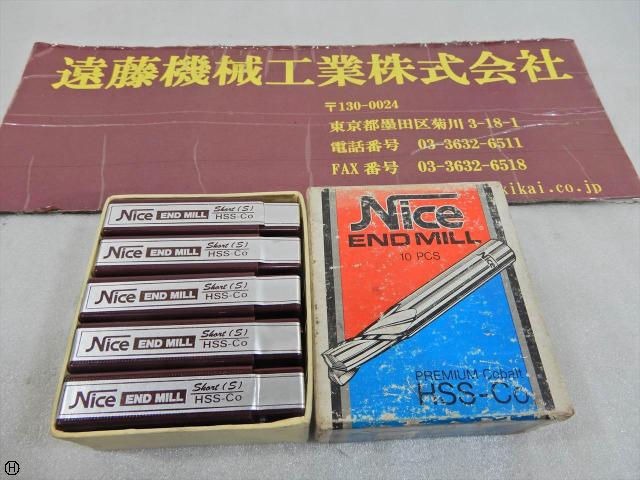 遠藤機械工業株式会社
〒130-0024
東京都墨田区菊川3-18-1
電話番号 03-3632-6511
FAX番号 03-3632-6518
kikai.co.jp
Nice END MILL Short (S) HSS-Co
Nice END MILL Short (S) HSS-Co
Nice END MILL Short (S) HSS-Co
Nice END MILL Short (S) HSS-Co
Nice END MILL Short (S) HSS-Co
Nice
END MILL
10 PCS
NICE
PREMIUM Cobalt
HSS-Co
H